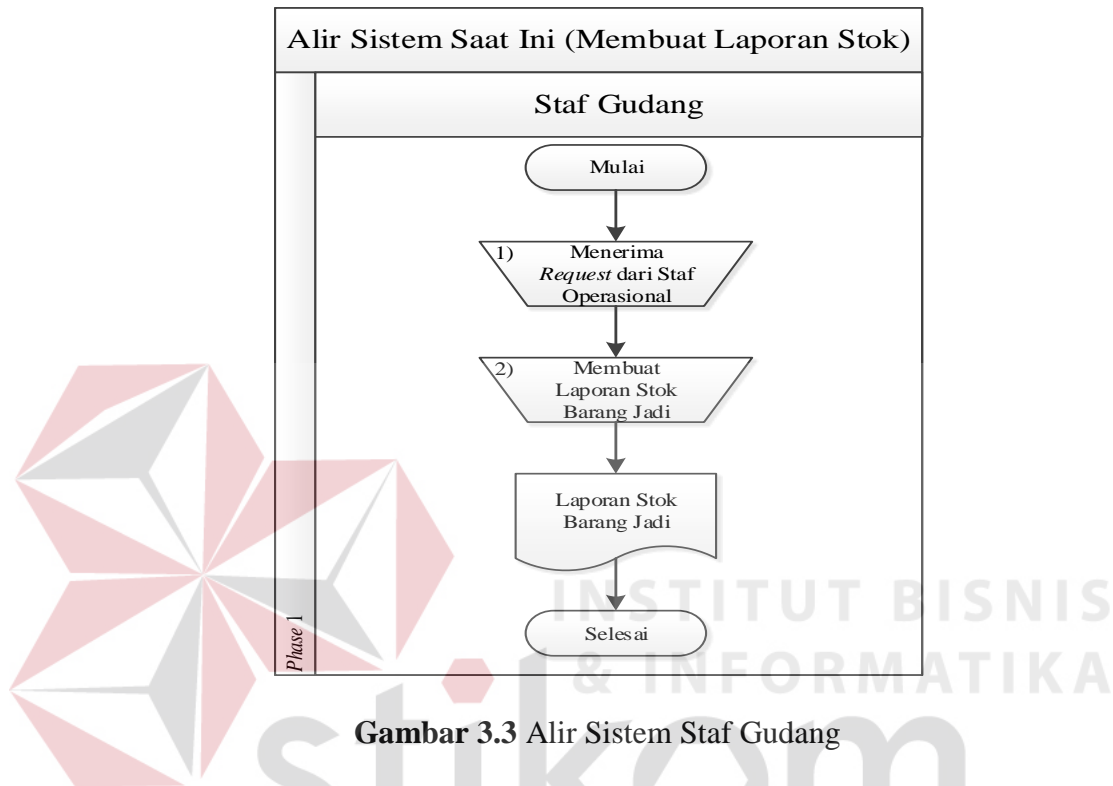 Alir Sistem Saat Ini (Membuat Laporan Stok)
Staf Gudang
Mulai
1) Menerima
Request dari Staf
Operasional
2) Membuat
Laporan Stok
Barang Jadi
Laporan Stok
Barang Jadi
Selesai
Phase 1
INSTITUT BISNIS
& INFORMATIKA
stikom
Gambar 3.3 Alir Sistem Staf Gudang